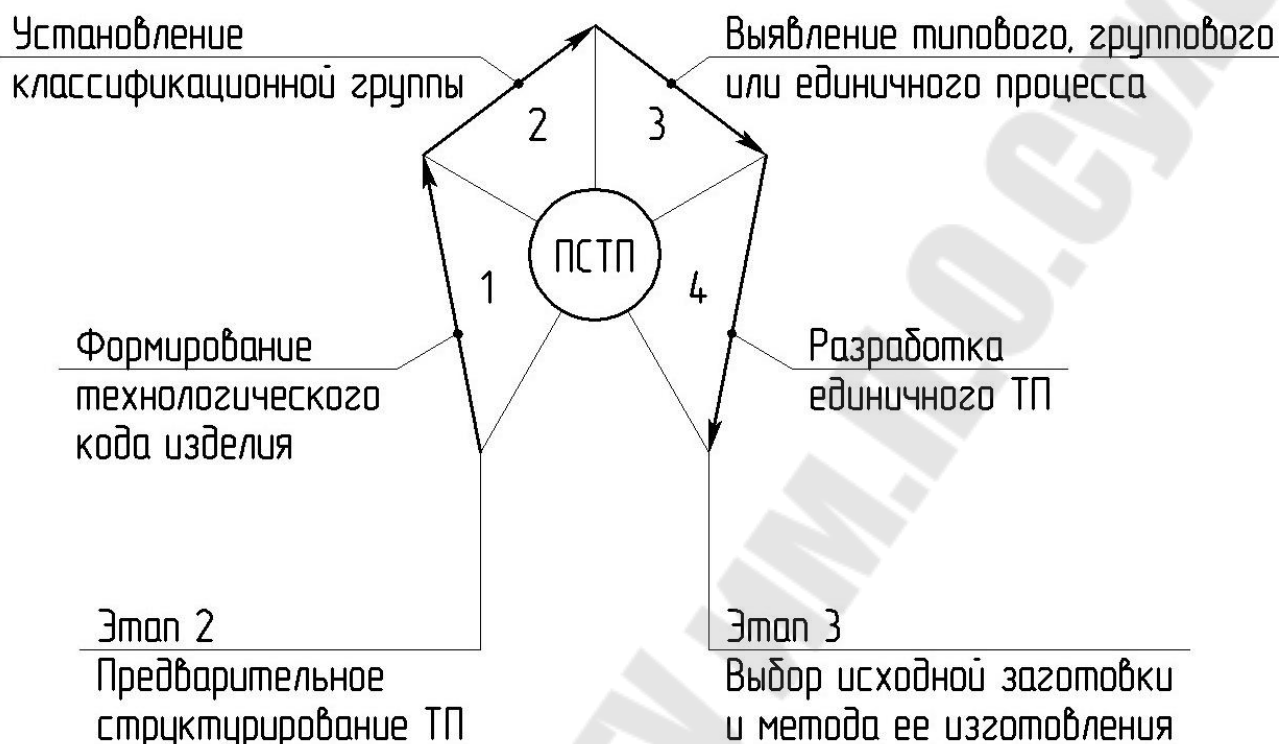 Установление
классификационной группы
Выявление типового, группового
или единичного процесса
2
3
ПСТП
1
4
Формирование
технологического
кода изделия
Разработка
единичного ТП
Этап 2
Предварительное
структурирование ТП
Этап 3
Выбор исходной заготовки
и метода ее изготовления